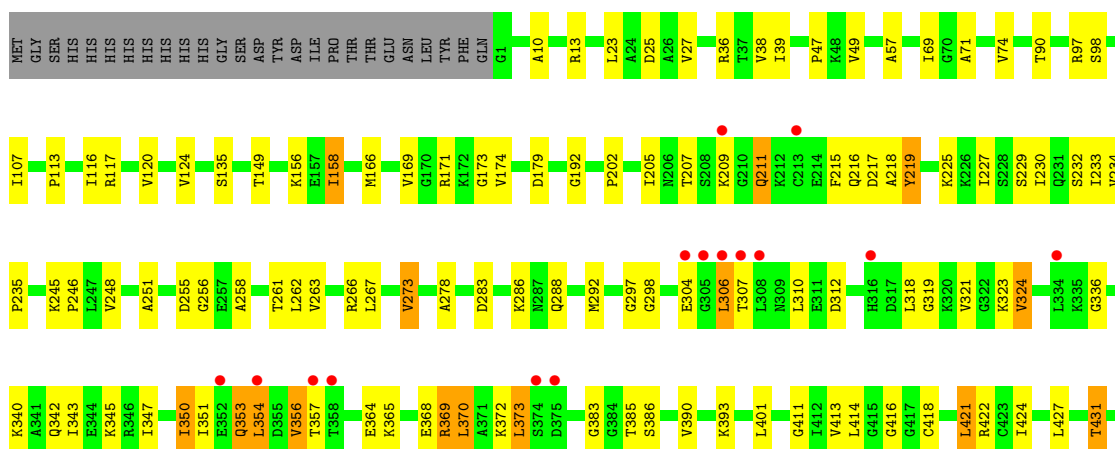 MET GLY SER HIS HIS HIS HIS HIS HIS HIS HIS HIS HIS GLY SER ASP TYR ASP ILE PRO THR THR GLU ASN LEU TYR PHE GLN G1 A10 R13 L23 A24 D25 A26 V27 R36 T37 V38 I39 P47 K48 V49 A57 I69 G70 A71 V74 T90 R97 S98
I107 P113 I116 R117 V120 V124 S135 T149 K156 E157 I158 M166 V169 G170 R171 K172 G173 V174 D179 G192 P202 I205 N206 T207 S208 K209 G210 Q211 K212 C213 E214 F215 Q216 D217 A218 Y219 K225 K226 I227 S228 S229 I230 Q231 S232 I233 V234
P235 K245 P246 L247 V248 A251 D255 G256 E257 A258 T261 L262 V263 R266 L267 V273 A278 D283 K286 N287 Q288 M292 G297 G298 E304 G305 L306 T307 L308 N309 L310 E311 D312 H316 D317 L318 G319 K320 V321 G322 K323 V324 L334 K335 G336
K340 A341 Q342 I343 E344 K345 R346 I347 I350 I351 E352 Q353 L354 D355 V356 T357 T358 E364 K365 E368 R369 L370 A371 K372 L373 S374 D375 G383 G384 T385 S386 V390 K393 L401 G411 I412 V413 L414 G415 G416 G417 C418 L421 R422 C423 I424 L427 T431